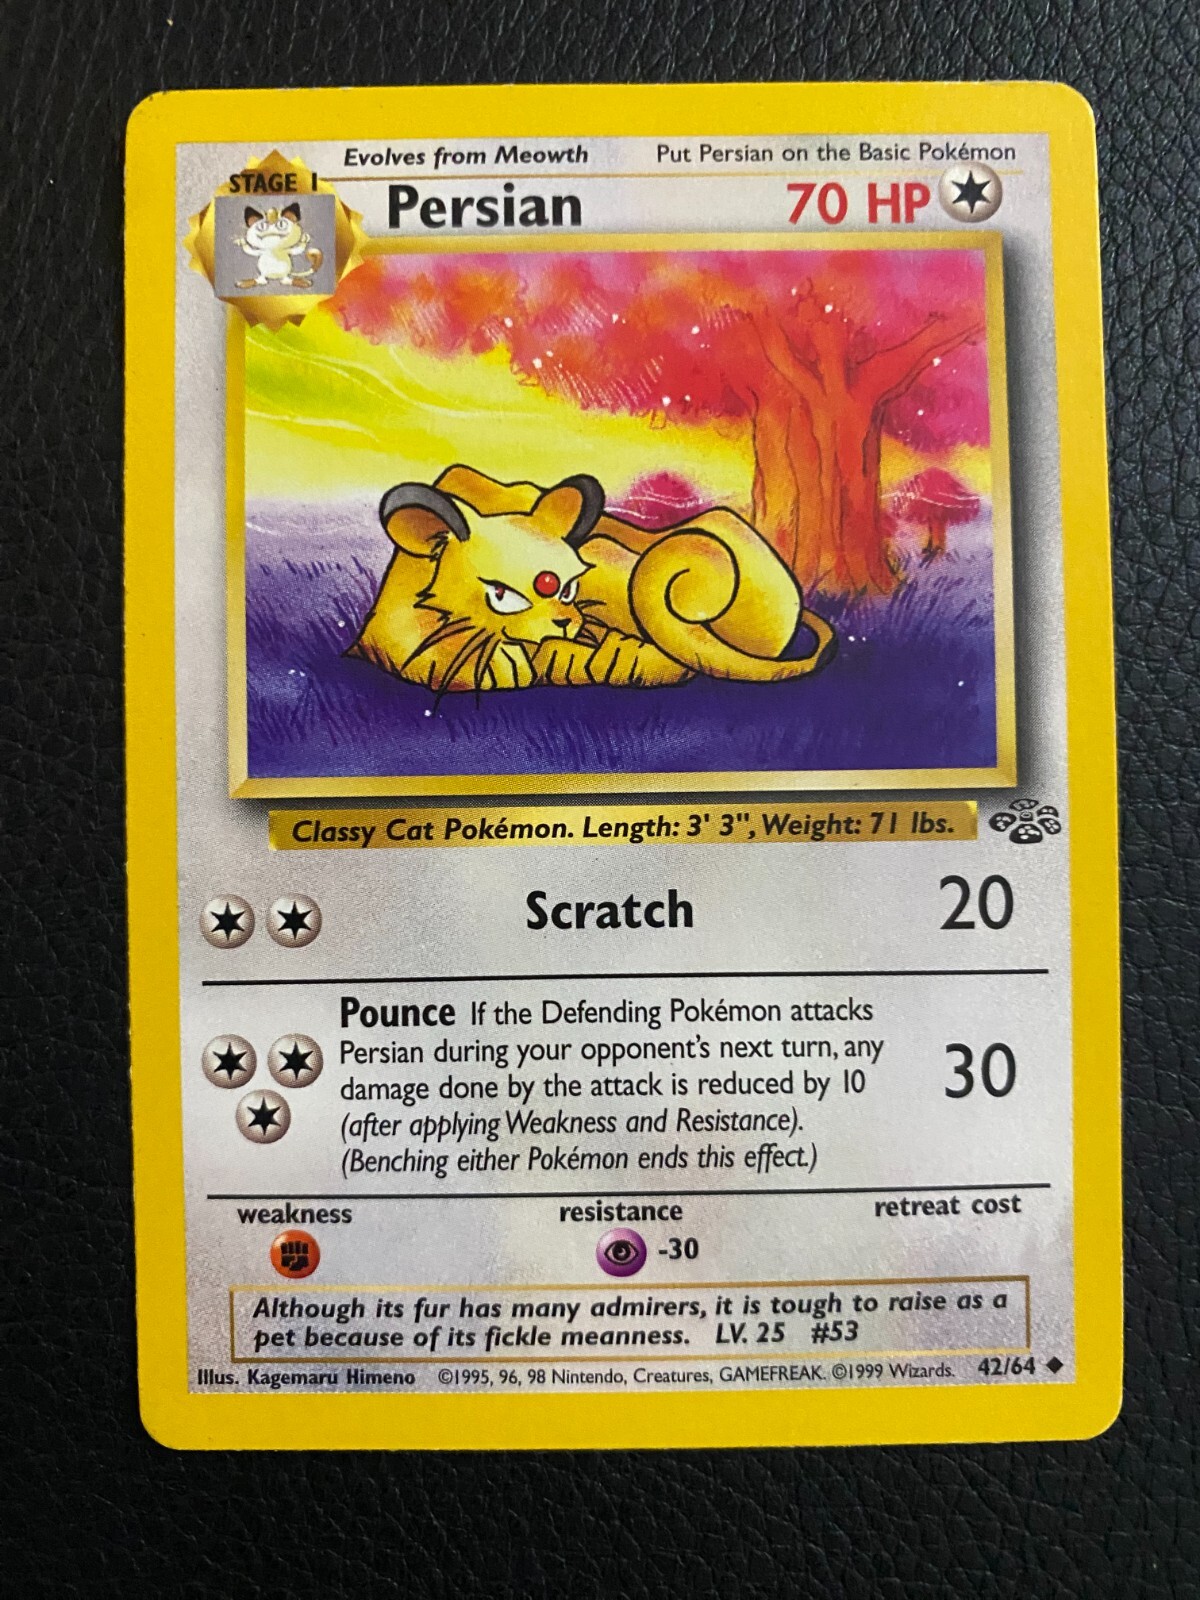 Evolves from Meowth Put Persian on the Basic Pokémon
STAGE 1 Persian 70 HP
Classy Cat Pokémon. Length: 3' 3", Weight: 71 lbs.
Scratch 20
Pounce If the Defending Pokémon attacks
Persian during your opponent's next turn, any
damage done by the attack is reduced by 10
(after applying Weakness and Resistance).
(Benching either Pokémon ends this effect.)
30
weakness resistance retreat cost
-30
Although its fur has many admirers, it is tough to raise as a
pet because of its fickle meanness. LV. 25 #53
Illus. Kagemaru Himeno ©1995, 96, 98 Nintendo, Creatures, GAMEFREAK. ©1999 Wizards. 42/64 ◆